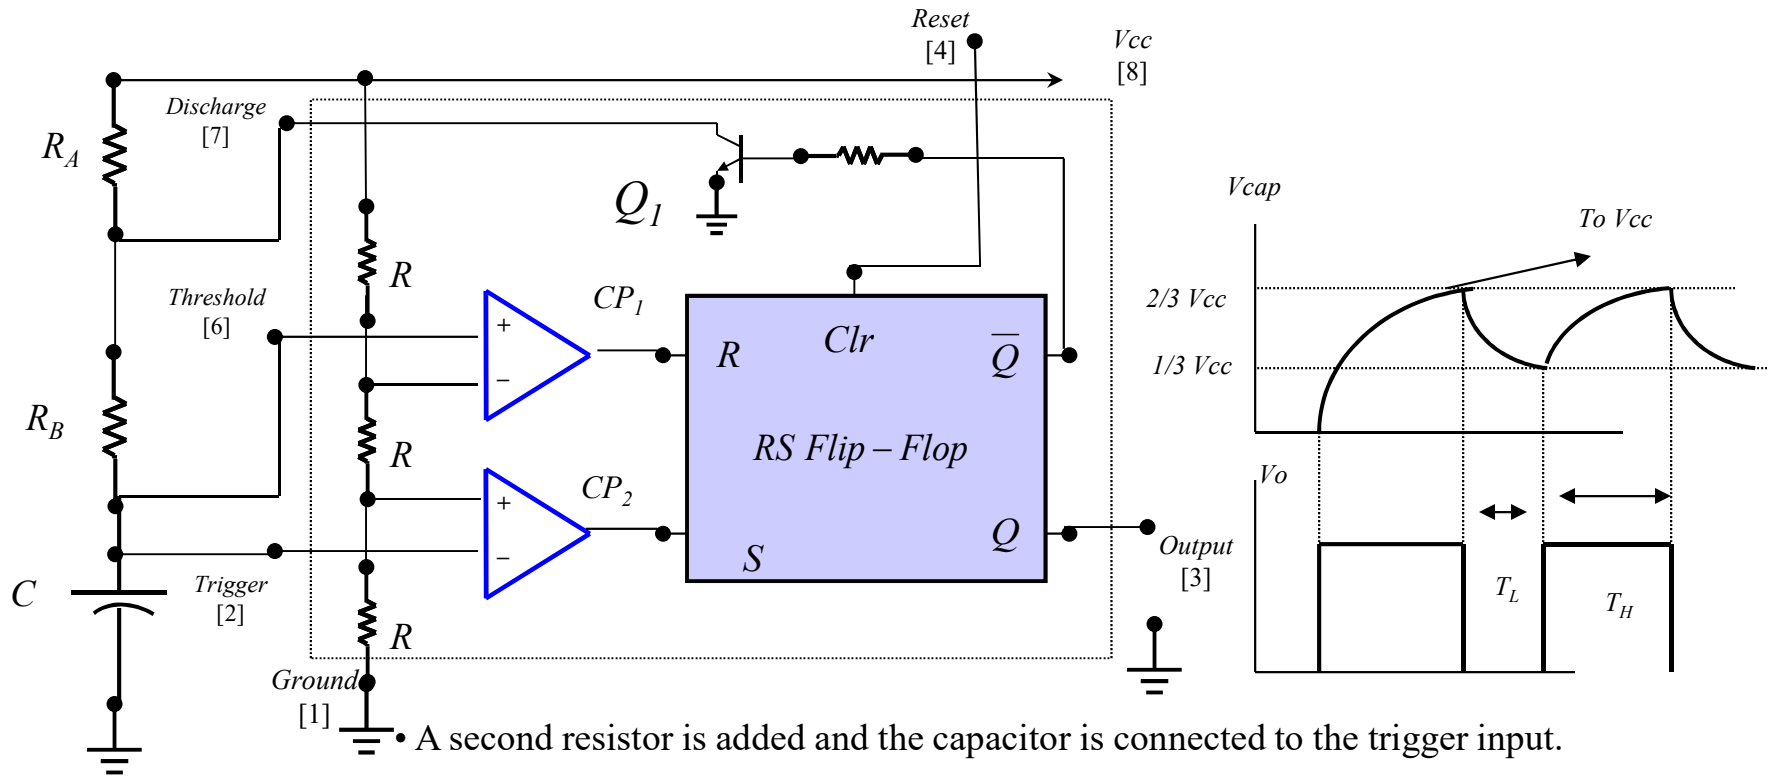 Reset
[4]
Vcc
[8]
Discharge
[7]
R_A
Q_1
Vcap
To Vcc
R
Threshold
[6]
CP_1
+
−
R
Clr
Q̅
2/3 Vcc
1/3 Vcc
R_B
R
RS Flip – Flop
CP_2
+
−
S
Q
Vo
Output
[3]
C
Trigger
[2]
R
T_L
T_H
Ground
[1]
• A second resistor is added and the capacitor is connected to the trigger input.